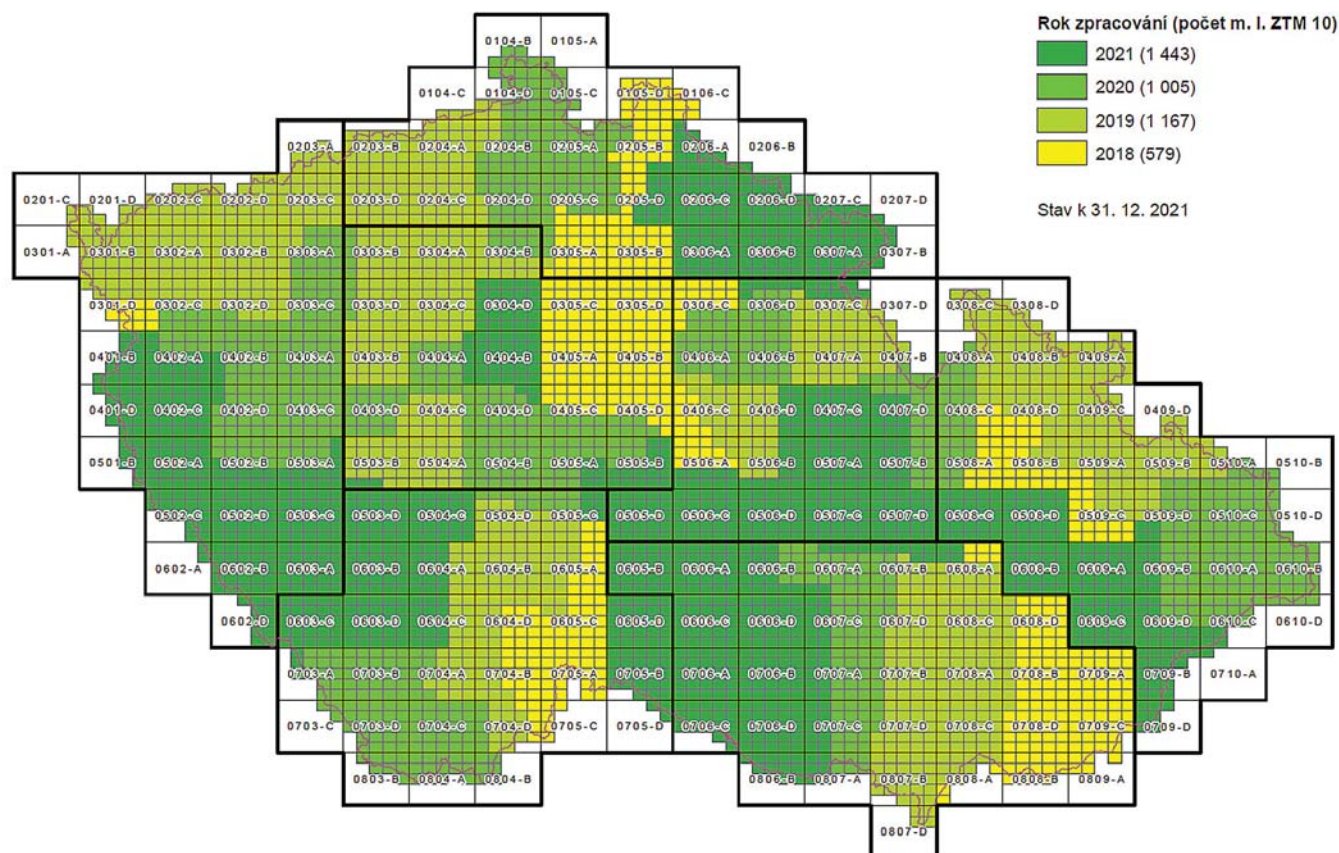 Rok zpracování (počet m. l. ZTM 10)
2021 (1 443)
2020 (1 005)
2019 (1 167)
2018 (579)
Stav k 31. 12. 2021
0104-B 0105-A
0104-C 0104-D 0105-C 0105-D 0106-C
0203-A 0203-B 0204-A 0204-B 0205-A 0205-B 0206-A 0206-B
0201-C 0201-D 0202-C 0202-D 0203-C 0203-D 0204-C 0204-D 0205-C 0205-D 0206-C 0206-D 0207-C 0207-D
0301-A 0301-B 0302-A 0302-B 0303-A 0303-B 0304-A 0304-B 0305-A 0305-B 0306-A 0306-B 0307-A 0307-B
0301-D 0302-C 0302-D 0303-C 0303-D 0304-C 0304-D 0305-C 0305-D 0306-C 0306-D 0307-C 0307-D 0308-C 0308-D
0401-B 0402-A 0402-B 0403-A 0403-B 0404-A 0404-B 0405-A 0405-B 0406-A 0406-B 0407-A 0407-B 0408-A 0408-B 0409-A
0401-D 0402-C 0402-D 0403-C 0403-D 0404-C 0404-D 0405-C 0405-D 0406-C 0406-D 0407-C 0407-D 0408-C 0408-D 0409-C 0409-D
0501-B 0502-A 0502-B 0503-A 0503-B 0504-A 0504-B 0505-A 0505-B 0506-A 0506-B 0507-A 0507-B 0508-A 0508-B 0509-A 0509-B 0510-A 0510-B
0502-C 0502-D 0503-C 0503-D 0504-C 0504-D 0505-C 0505-D 0506-C 0506-D 0507-C 0507-D 0508-C 0508-D 0509-C 0509-D 0510-C 0510-D
0602-A 0602-B 0603-A 0603-B 0604-A 0604-B 0605-A 0605-B 0606-A 0606-B 0607-A 0607-B 0608-A 0608-B 0609-A 0609-B 0610-A 0610-B
0602-D 0603-C 0603-D 0604-C 0604-D 0605-C 0605-D 0606-C 0606-D 0607-C 0607-D 0608-C 0608-D 0609-C 0609-D 0610-C 0610-D
0703-A 0703-B 0704-A 0704-B 0705-A 0705-B 0706-A 0706-B 0707-A 0707-B 0708-A 0708-B 0709-A 0709-B 0710-A
0703-C 0703-D 0704-C 0704-D 0705-C 0705-D 0706-C 0706-D 0707-C 0707-D 0708-C 0708-D 0709-C 0709-D
0803-B 0804-A 0804-B 0806-B 0807-A 0807-B 0808-A 0808-B 0809-A
0807-D